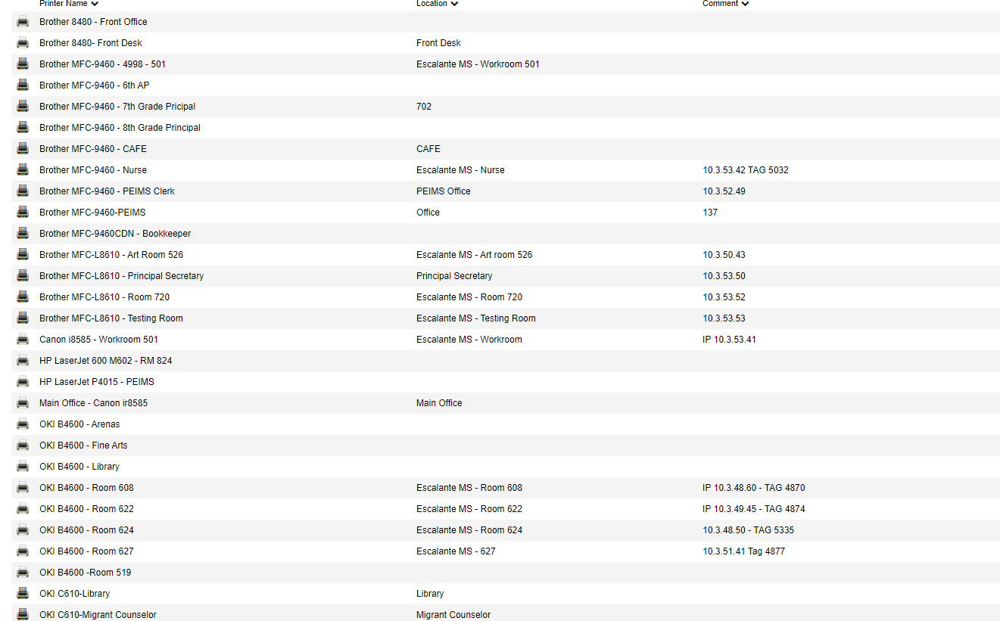 Printer Name Location Comment
Brother 8480 - Front Office
Brother 8480- Front Desk Front Desk
Brother MFC-9460 - 4998 - 501 Escalante MS - Workroom 501
Brother MFC-9460 - 6th AP
Brother MFC-9460 - 7th Grade Pricipal 702
Brother MFC-9460 - 8th Grade Principal
Brother MFC-9460 - CAFE CAFE
Brother MFC-9460 - Nurse Escalante MS - Nurse 10.3.53.42 TAG 5032
Brother MFC-9460 - PEIMS Clerk PEIMS Office 10.3.52.49
Brother MFC-9460-PEIMS Office 137
Brother MFC-9460CDN - Bookkeeper
Brother MFC-L8610 - Art Room 526 Escalante MS - Art room 526 10.3.50.43
Brother MFC-L8610 - Principal Secretary Principal Secretary 10.3.53.50
Brother MFC-L8610 - Room 720 Escalante MS - Room 720 10.3.53.52
Brother MFC-L8610 - Testing Room Escalante MS - Testing Room 10.3.53.53
Canon i8585 - Workroom 501 Escalante MS - Workroom IP 10.3.53.41
HP LaserJet 600 M602 - RM 824
HP LaserJet P4015 - PEIMS
Main Office - Canon ir8585 Main Office
OKI B4600 - Arenas
OKI B4600 - Fine Arts
OKI B4600 - Library
OKI B4600 - Room 608 Escalante MS - Room 608 IP 10.3.48.60 - TAG 4870
OKI B4600 - Room 622 Escalante MS - Room 622 IP 10.3.49.45 - TAG 4874
OKI B4600 - Room 624 Escalante MS - Room 624 10.3.48.50 - TAG 5335
OKI B4600 - Room 627 Escalante MS - 627 10.3.51.41 Tag 4877
OKI B4600 -Room 519
OKI C610-Library Library
OKI C610-Migrant Counselor Migrant Counselor